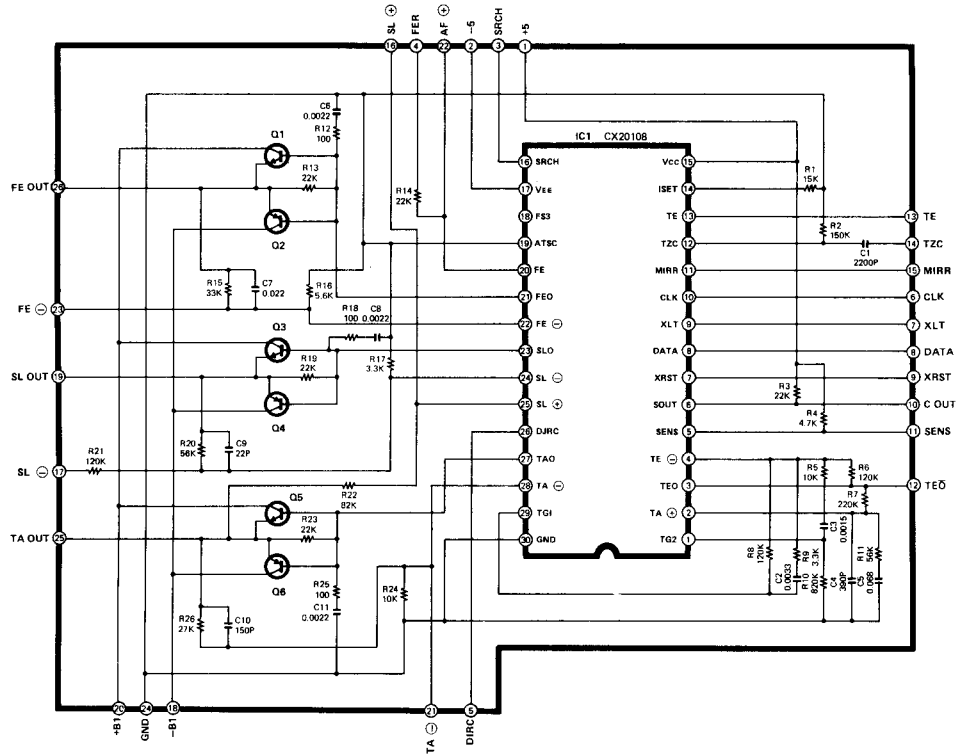 SL ⊕
16
FER
4
AF ⊕
22
-5
2
SRCH
3
+5
1
C6
0.0022
R12
100
Q1
R13
22K
FE OUT
26
Q2
R14
22K
R15
33K
C7
0.022
R16
5.6K
FE ⊖
23
R18
100
C8
0.0022
Q3
R19
22K
R17
3.3K
SL OUT
19
Q4
R20
56K
C9
22P
R21
120K
SL ⊖
17
R22
82K
Q5
R23
22K
TA OUT
25
Q6
R25
100
C11
0.0022
R24
10K
R26
27K
C10
150P
IC1 CX20108
16 SRCH
17 VEE
18 FS3
19 ATSC
20 FE
21 FEO
22 FE ⊖
23 SLO
24 SL ⊖
25 SL ⊕
26 DJRC
27 TAO
28 TA ⊖
29 TGI
30 GND
VCC 15
ISET 14
TE 13
TZC 12
MIRR 11
CLK 10
XLT 9
DATA 8
XRST 7
SOUT 6
SENS 5
TE ⊖ 4
TEO 3
TA ⊕ 2
TG2 1
R1
15K
R2
150K
C1
2200P
R3
22K
R4
4.7K
R5
10K
R6
120K
R7
220K
R8
120K
C2
0.0033
R9
3.3K
R10
820K
C3
0.0015
C4
390P
C5
0.068
R11
56K
13 TE
14 TZC
15 MIRR
6 CLK
7 XLT
8 DATA
9 XRST
10 C OUT
11 SENS
12 TEO̅
20
+B1
24
GND
18
-B1
21
TA ⊖
5
DIRC